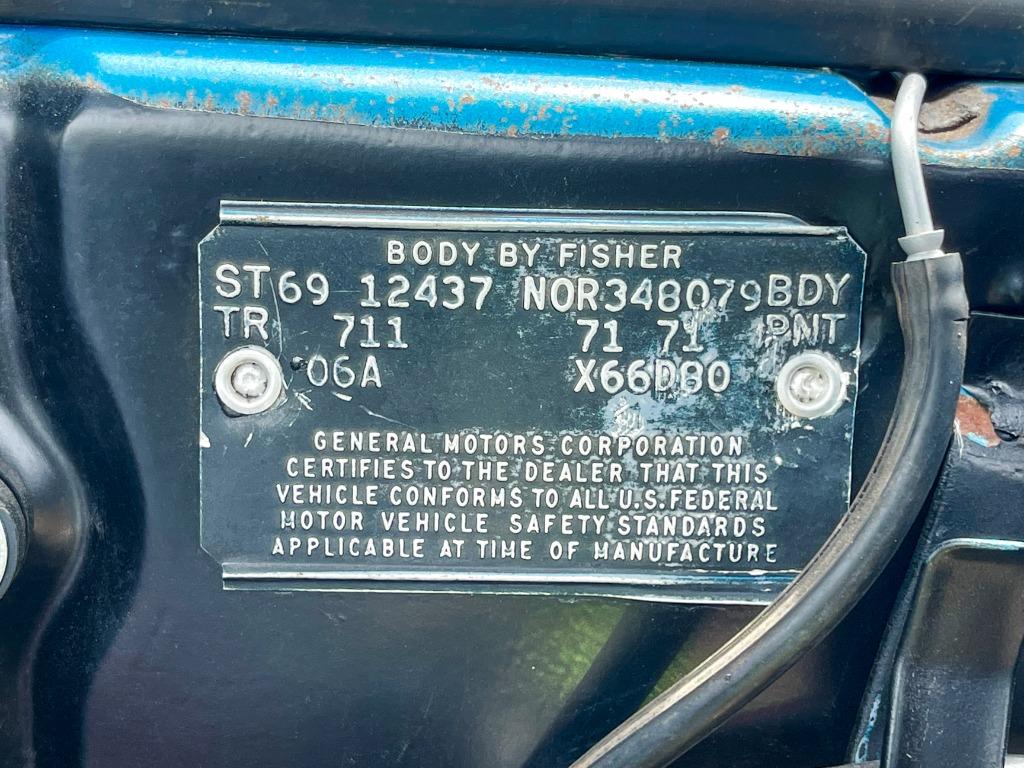 BODY BY FISHER
ST69 12437 NOR348079BDY
TR 711 71 71 PNT
06A X66D80
GENERAL MOTORS CORPORATION
CERTIFIES TO THE DEALER THAT THIS
VEHICLE CONFORMS TO ALL U.S. FEDERAL
MOTOR VEHICLE SAFETY STANDARDS
APPLICABLE AT TIME OF MANUFACTURE